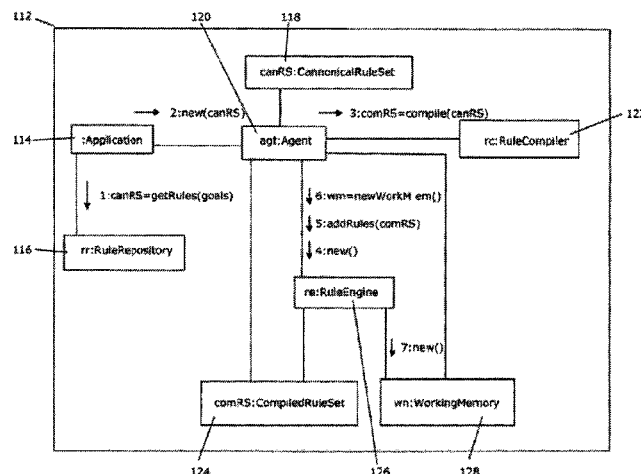 112
120
118
canRS:CannonicalRuleSet
2:new(canRS)
3:comRS=compile(canRS)
114
:Application
agt:Agent
rc:RuleCompiler
1:canRS=getRules(goals)
6:wm=newWorkM em()
5:addRules(comRS)
4:new()
116
rr:RuleRepository
re:RuleEngine
7:new()
comRS:CompiledRuleSet
wn:WorkingMemory
124
126
128